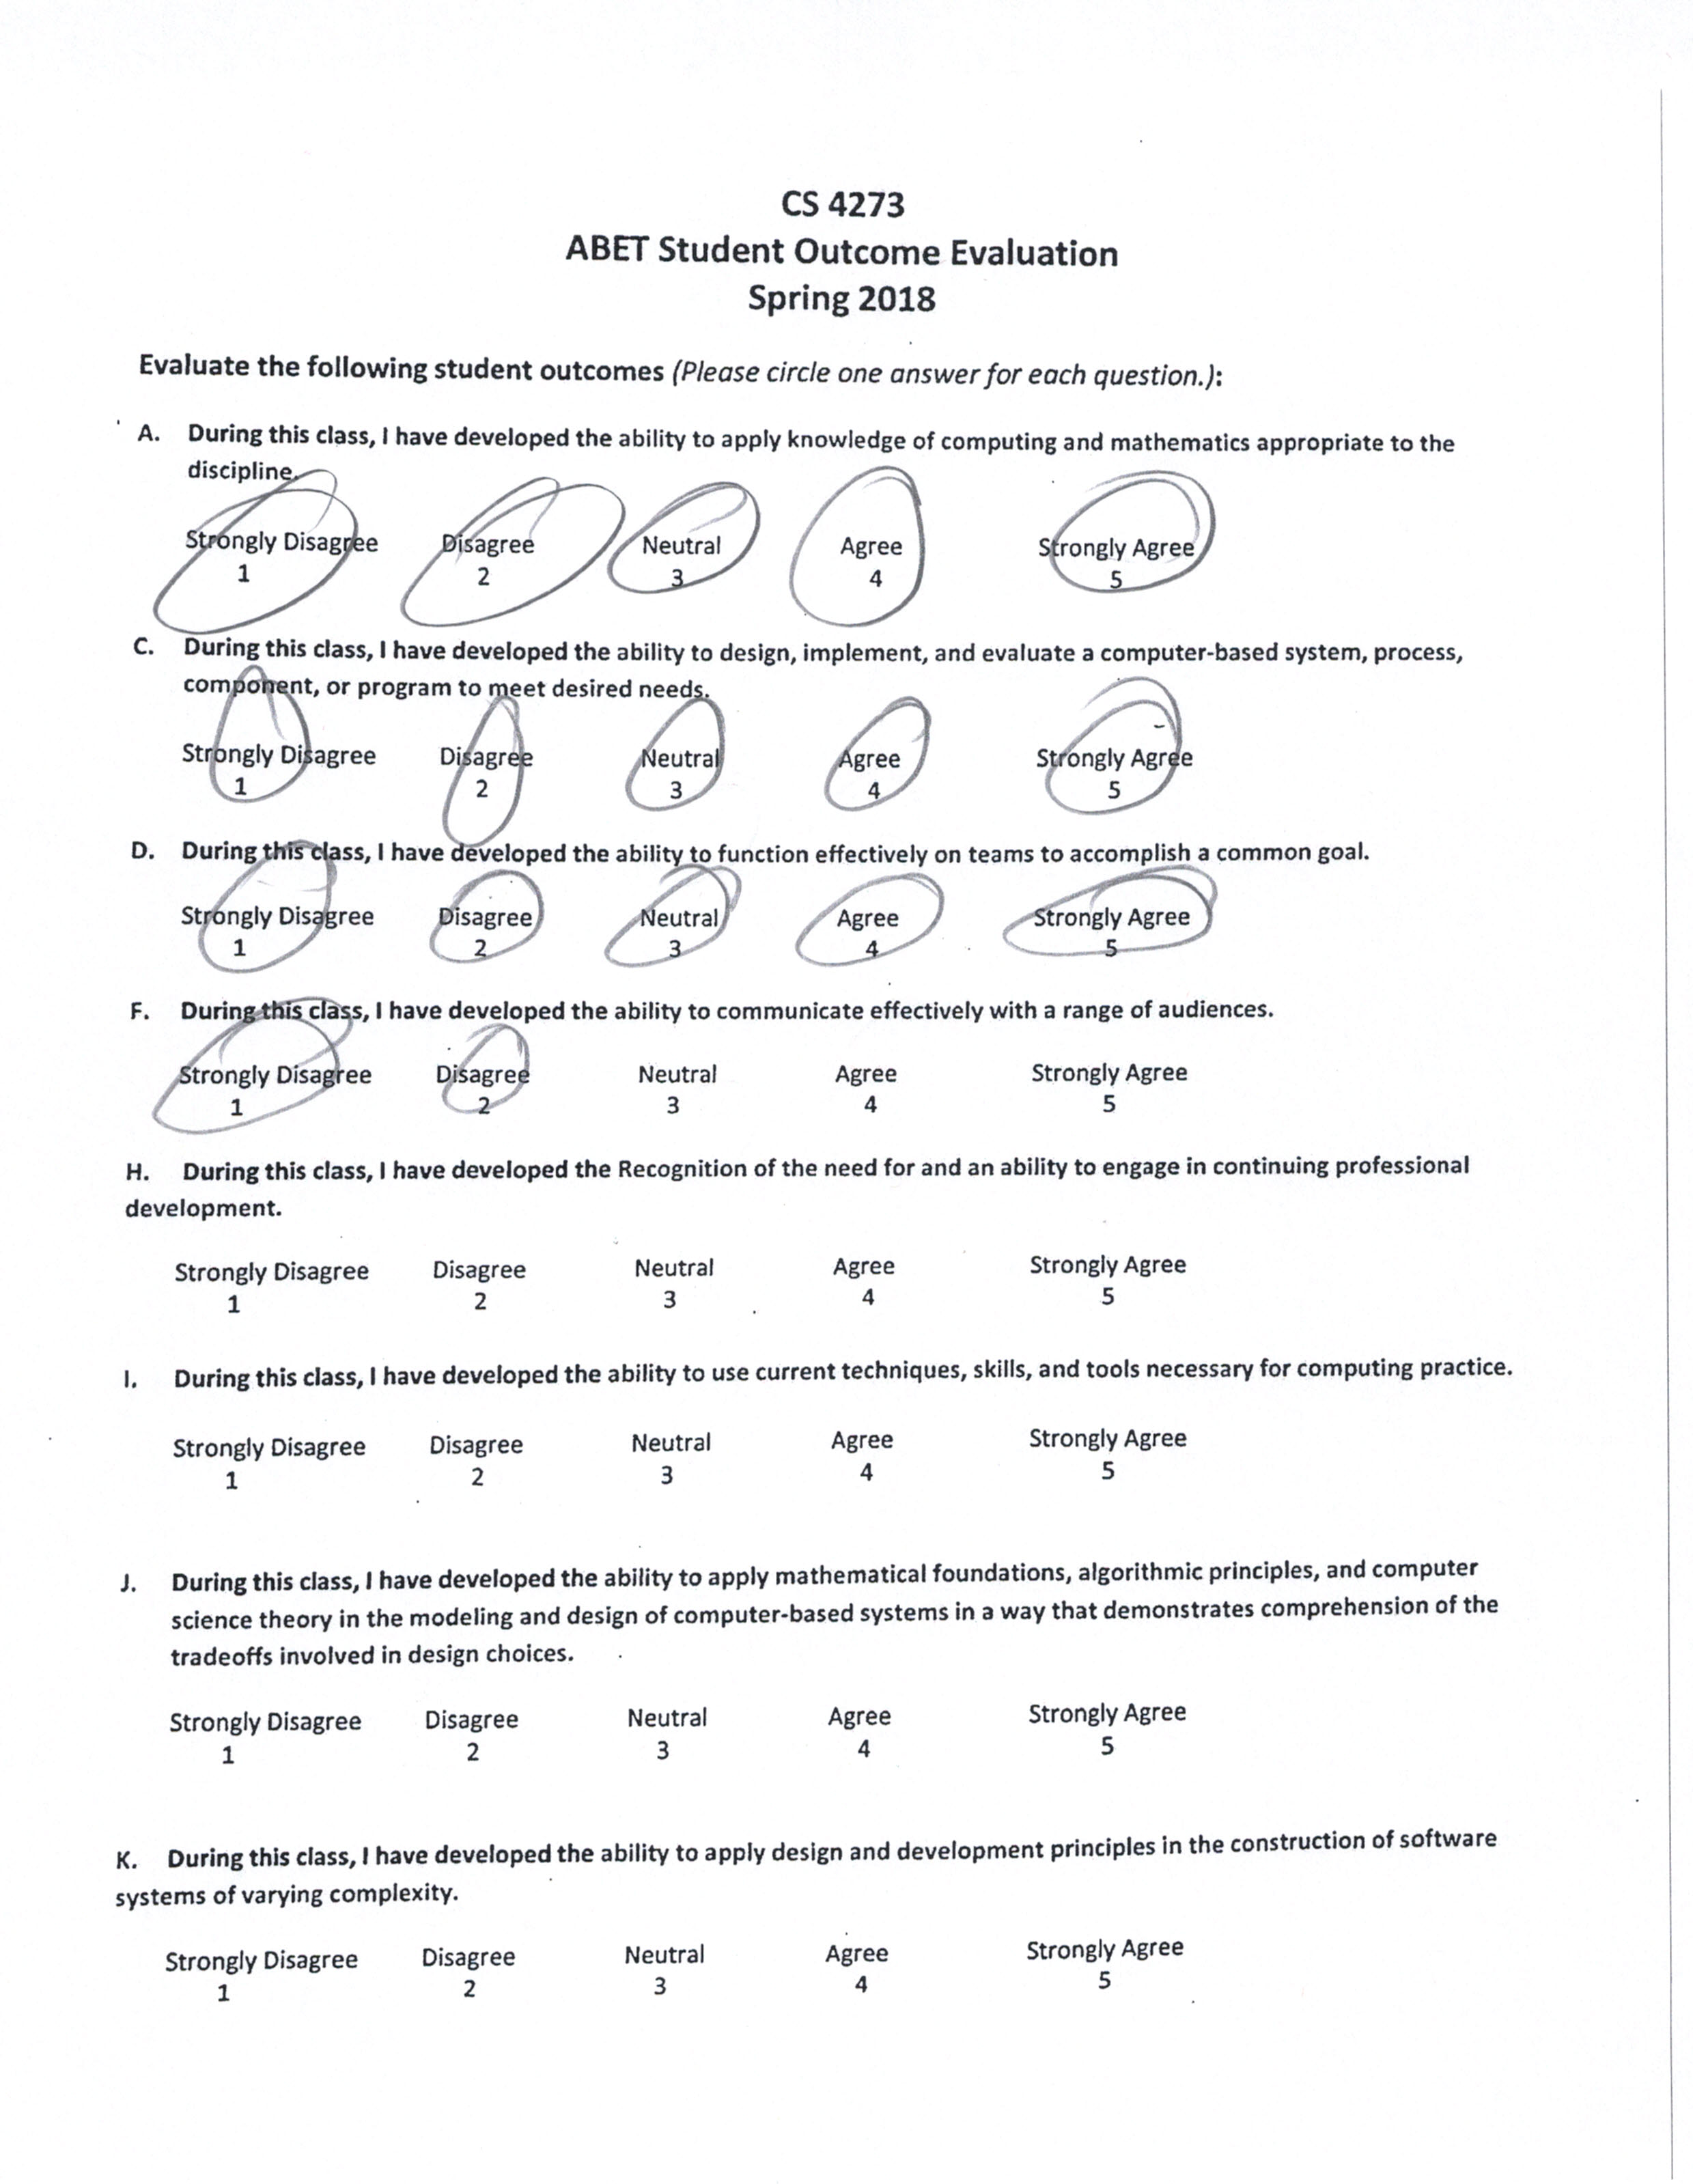 CS 4273
ABET Student Outcome Evaluation
Spring 2018
Evaluate the following student outcomes (Please circle one answer for each question.):
A. During this class, I have developed the ability to apply knowledge of computing and mathematics appropriate to the
discipline.
Strongly Disagree Disagree Neutral Agree Strongly Agree
1 2 3 4 5
C. During this class, I have developed the ability to design, implement, and evaluate a computer-based system, process,
component, or program to meet desired needs.
Strongly Disagree Disagree Neutral Agree Strongly Agree
1 2 3 4 5
D. During this class, I have developed the ability to function effectively on teams to accomplish a common goal.
Strongly Disagree Disagree Neutral Agree Strongly Agree
1 2 3 4 5
F. During this class, I have developed the ability to communicate effectively with a range of audiences.
Strongly Disagree Disagree Neutral Agree Strongly Agree
1 2 3 4 5
H. During this class, I have developed the Recognition of the need for and an ability to engage in continuing professional
development.
Strongly Disagree Disagree Neutral Agree Strongly Agree
1 2 3 4 5
I. During this class, I have developed the ability to use current techniques, skills, and tools necessary for computing practice.
Strongly Disagree Disagree Neutral Agree Strongly Agree
1 2 3 4 5
J. During this class, I have developed the ability to apply mathematical foundations, algorithmic principles, and computer
science theory in the modeling and design of computer-based systems in a way that demonstrates comprehension of the
tradeoffs involved in design choices.
Strongly Disagree Disagree Neutral Agree Strongly Agree
1 2 3 4 5
K. During this class, I have developed the ability to apply design and development principles in the construction of software
systems of varying complexity.
Strongly Disagree Disagree Neutral Agree Strongly Agree
1 2 3 4 5